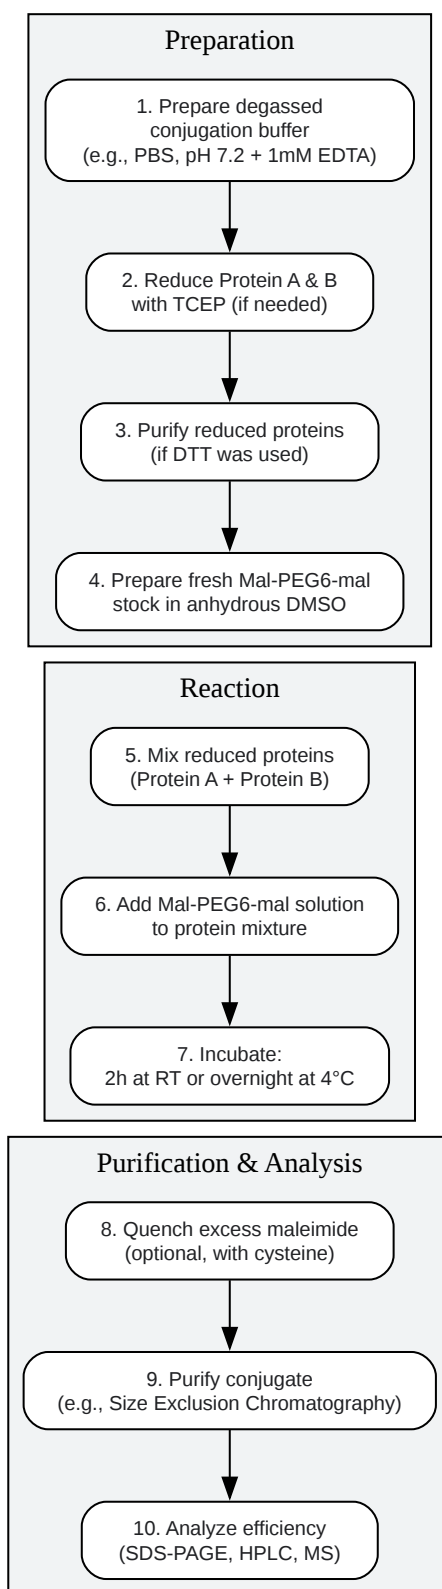 Preparation
1. Prepare degassed
conjugation buffer
(e.g., PBS, pH 7.2 + 1mM EDTA)
2. Reduce Protein A & B
with TCEP (if needed)
3. Purify reduced proteins
(if DTT was used)
4. Prepare fresh Mal-PEG6-mal
stock in anhydrous DMSO
Reaction
5. Mix reduced proteins
(Protein A + Protein B)
6. Add Mal-PEG6-mal solution
to protein mixture
7. Incubate:
2h at RT or overnight at 4°C
Purification & Analysis
8. Quench excess maleimide
(optional, with cysteine)
9. Purify conjugate
(e.g., Size Exclusion Chromatography)
10. Analyze efficiency
(SDS-PAGE, HPLC, MS)